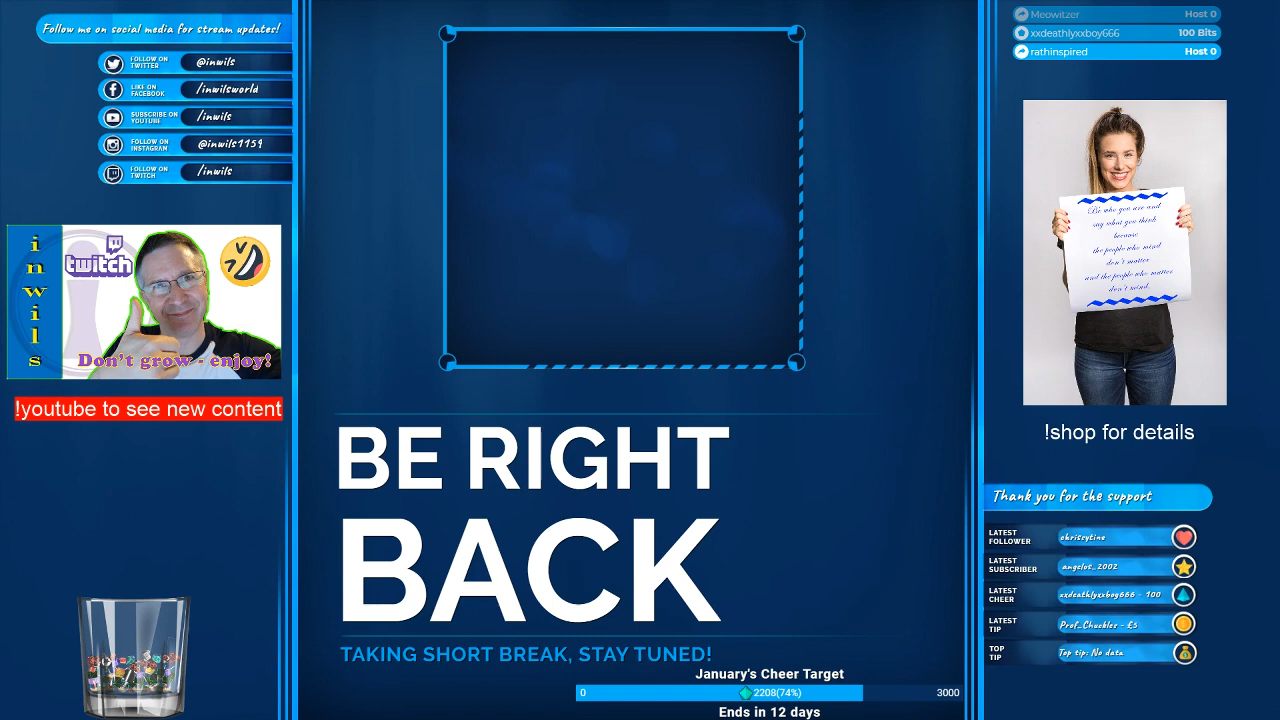 Follow me on social media for stream updates!
FOLLOW ON TWITTER
@inwils
LIKE ON FACEBOOK
/inwilsworld
SUBSCRIBE ON YOUTUBE
/inwils
FOLLOW ON INSTAGRAM
@inwils1159
FOLLOW ON TWITCH
/inwils
inwils
twitch
Don't grow - enjoy!
!youtube to see new content
BE RIGHT
BACK
TAKING SHORT BREAK, STAY TUNED!
January's Cheer Target
0 2208(74%) 3000
Ends in 12 days
Meowitzer Host 0
xxdeathlyxxboy666 100 Bits
rathinspired Host 0
Be who you are and
say what you think
because
the people who mind
don't matter
and the people who matter
don't mind.
!shop for details
Thank you for the support
LATEST FOLLOWER
chriscytine
LATEST SUBSCRIBER
angelos_2002
LATEST CHEER
xxdeathlyxxboy666 - 100
LATEST TIP
Prof_Chuckles - £5
TOP TIP
Top tip: No data